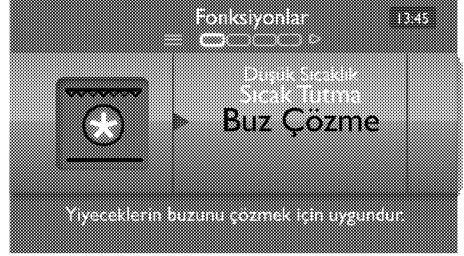 Fonksiyonlar
13:45
Düşük Sıcaklık
Sıcak Tutma
Buz Çözme
Yiyeceklerin buzunu çözmek için uygundur.